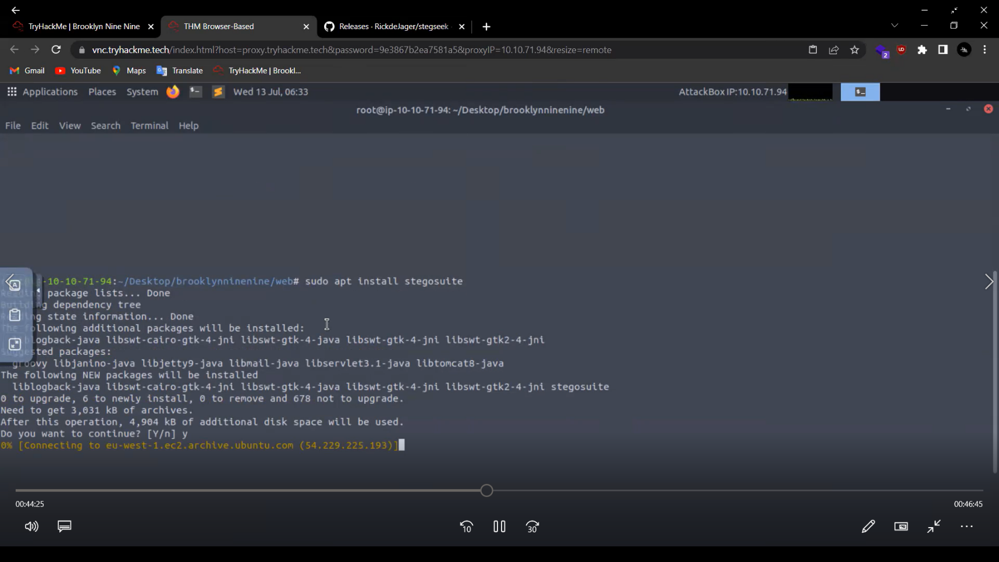 TryHackMe | Brooklyn Nine Nine
THM Browser-Based
Releases · RickdeJager/stegseek
vnc.tryhackme.tech/index.html?host=proxy.tryhackme.tech&password=9e3867b2ea7581a5&proxyIP=10.10.71.94&resize=remote
2
Gmail
YouTube
Maps
Translate
TryHackMe | Brookl...
Applications Places System
Wed 13 Jul, 06:33
AttackBox IP:10.10.71.94
root@ip-10-10-71-94: ~/Desktop/brooklynninenine/web
File Edit View Search Terminal Help
-10-10-71-94:~/Desktop/brooklynninenine/web# sudo apt install stegosuite
package lists... Done
dependency tree
state information... Done
following additional packages will be installed:
blogback-java libswt-cairo-gtk-4-jni libswt-gtk-4-java libswt-gtk-4-jni libswt-gtk2-4-jni
Suggested packages:
groovy libjanino-java libjetty9-java libmail-java libservlet3.1-java libtomcat8-java
The following NEW packages will be installed
liblogback-java libswt-cairo-gtk-4-jni libswt-gtk-4-java libswt-gtk-4-jni libswt-gtk2-4-jni stegosuite
0 to upgrade, 6 to newly install, 0 to remove and 678 not to upgrade.
Need to get 3,031 kB of archives.
After this operation, 4,904 kB of additional disk space will be used.
Do you want to continue? [Y/n] y
0% [Connecting to eu-west-1.ec2.archive.ubuntu.com (54.229.225.193)]
00:44:25
00:46:45
10
30